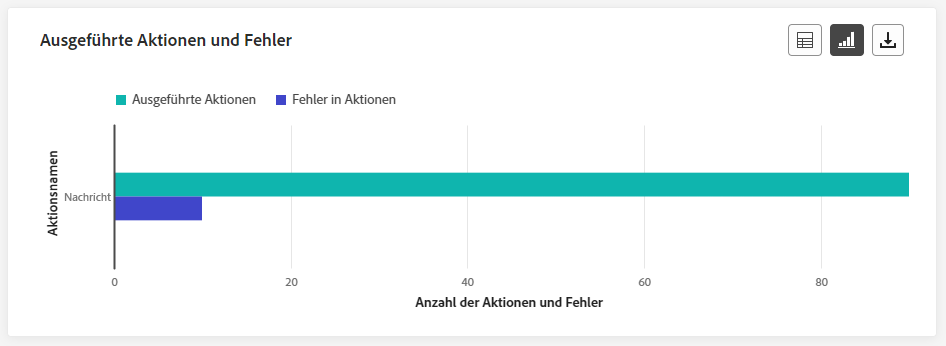 Ausgeführte Aktionen und Fehler
Ausgeführte Aktionen
Fehler in Aktionen
Aktionsnamen
Nachricht
0
20
40
60
80
Anzahl der Aktionen und Fehler